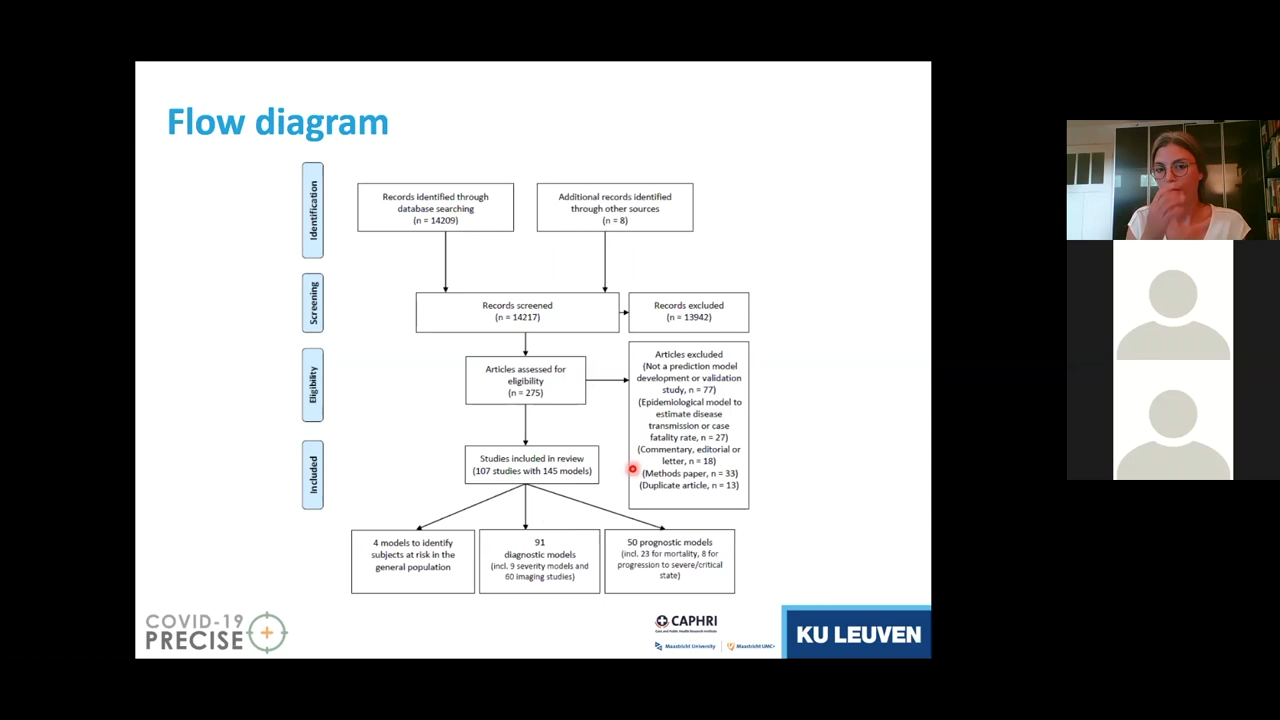 Flow diagram
Identification
Records identified through
database searching
(n = 14209)
Additional records identified
through other sources
(n = 8)
Screening
Records screened
(n = 14217)
Records excluded
(n = 13942)
Eligibility
Articles assessed for
eligibility
(n = 275)
Articles excluded
(Not a prediction model
development or validation
study, n = 77)
(Epidemiological model to
estimate disease
transmission or case
fatality rate, n = 27)
(Commentary, editorial or
letter, n = 18)
(Methods paper, n = 33)
(Duplicate article, n = 13)
Included
Studies included in review
(107 studies with 145 models)
4 models to identify
subjects at risk in the
general population
91
diagnostic models
(incl. 9 severity models and
60 imaging studies)
50 prognostic models
(incl. 23 for mortality, 8 for
progression to severe/critical
state)
COVID-19
PRECISE
CAPHRI
Care and Public Health Research Institute
Maastricht University
Maastricht UMC+
KU LEUVEN